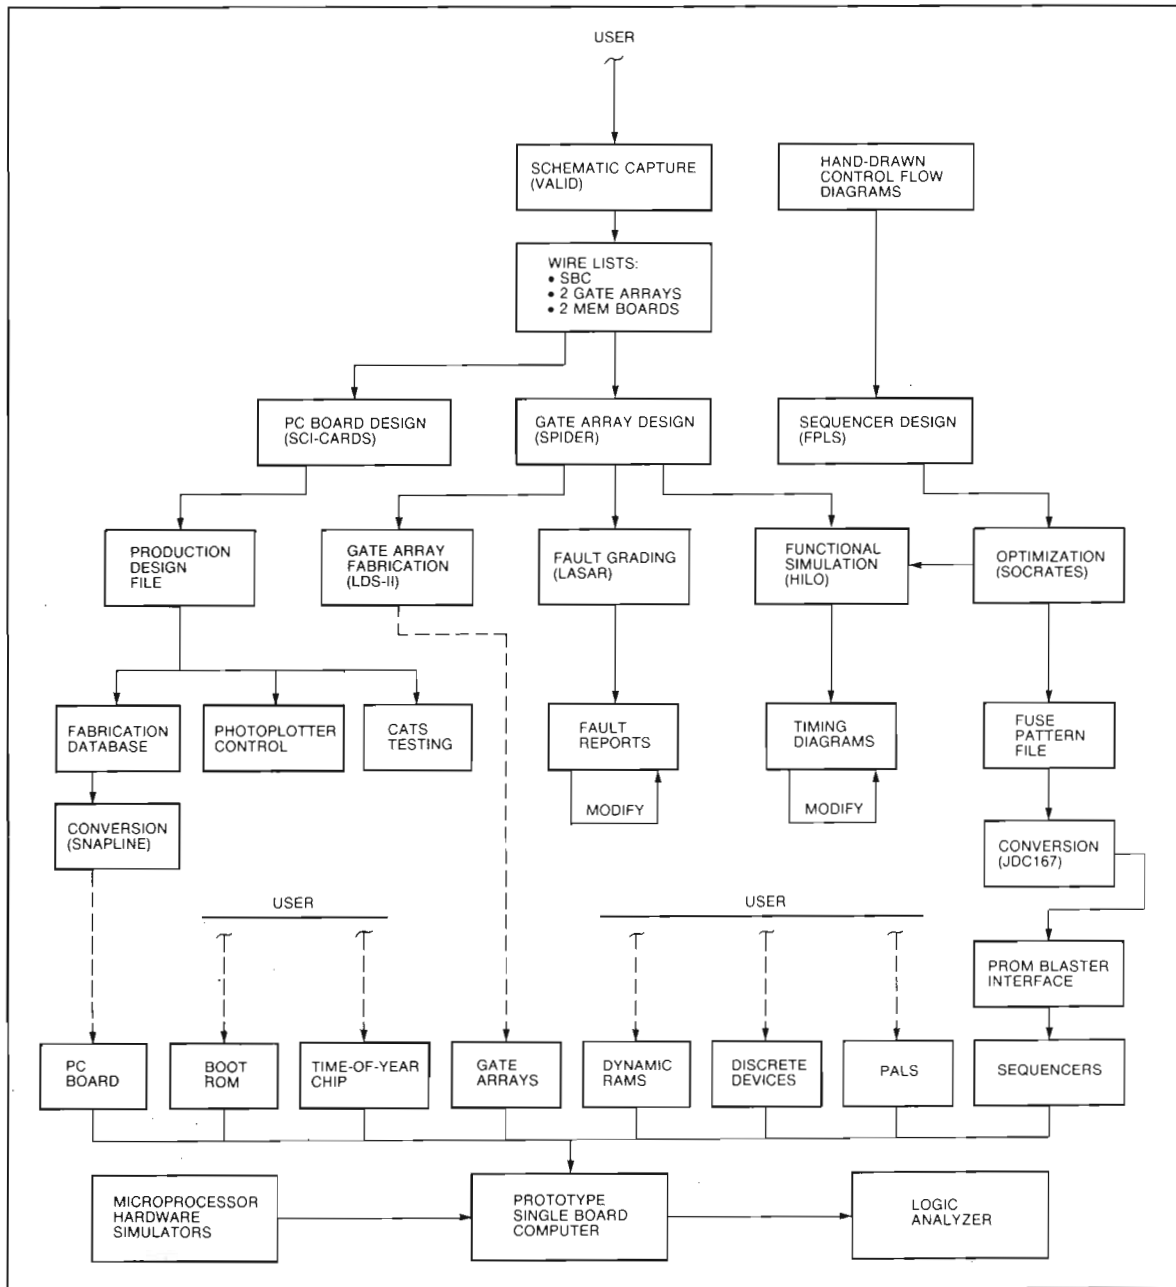 USER
SCHEMATIC CAPTURE
(VALID)
HAND-DRAWN
CONTROL FLOW
DIAGRAMS
WIRE LISTS:
• SBC
• 2 GATE ARRAYS
• 2 MEM BOARDS
PC BOARD DESIGN
(SCI-CARDS)
GATE ARRAY DESIGN
(SPIDER)
SEQUENCER DESIGN
(FPLS)
PRODUCTION
DESIGN
FILE
GATE ARRAY
FABRICATION
(LDS-II)
FAULT GRADING
(LASAR)
FUNCTIONAL
SIMULATION
(HILO)
OPTIMIZATION
(SOCRATES)
FABRICATION
DATABASE
PHOTOPLOTTER
CONTROL
CATS
TESTING
FAULT
REPORTS
MODIFY
TIMING
DIAGRAMS
MODIFY
FUSE
PATTERN
FILE
CONVERSION
(SNAPLINE)
CONVERSION
(JDC167)
USER
USER
PROM BLASTER
INTERFACE
PC
BOARD
BOOT
ROM
TIME-OF-YEAR
CHIP
GATE
ARRAYS
DYNAMIC
RAMS
DISCRETE
DEVICES
PALS
SEQUENCERS
MICROPROCESSOR
HARDWARE
SIMULATORS
PROTOTYPE
SINGLE BOARD
COMPUTER
LOGIC
ANALYZER